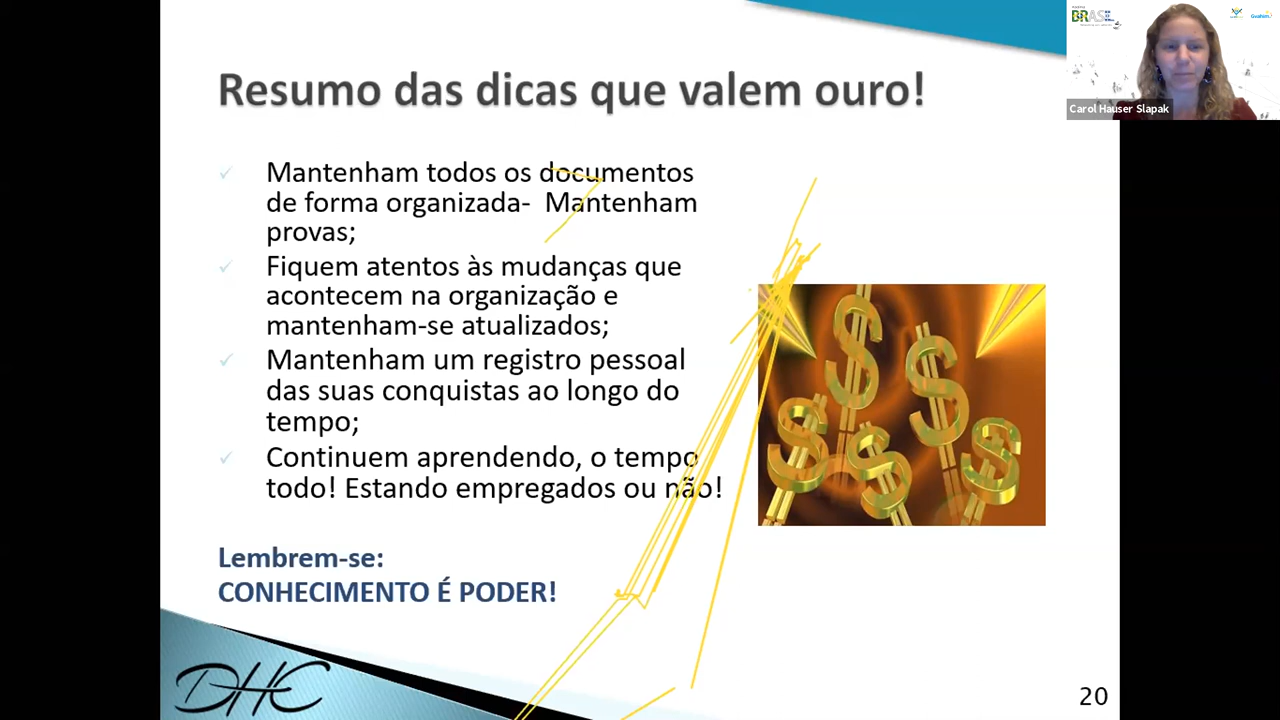 Resumo das dicas que valem ouro!
Mantenham todos os documentos
de forma organizada-  Mantenham
provas;
Fiquem atentos às mudanças que
acontecem na organização e
mantenham-se atualizados;
Mantenham um registro pessoal
das suas conquistas ao longo do
tempo;
Continuem aprendendo, o tempo
todo! Estando empregados ou não!
Lembrem-se:
CONHECIMENTO É PODER!
DHC
20
Carol Hauser Slapak